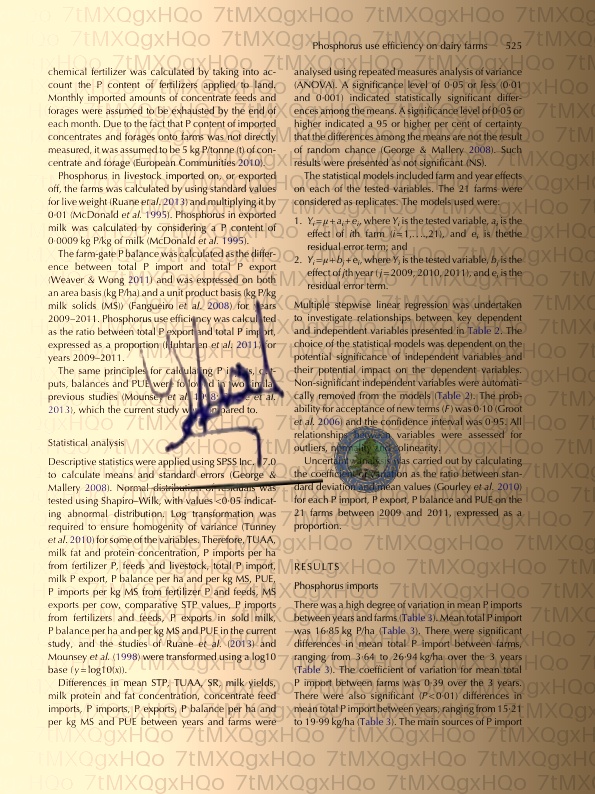 Phosphorus use efficiency on dairy farms 525
chemical fertilizer was calculated by taking into ac-
count the P content of fertilizers applied to land.
Monthly imported amounts of concentrate feeds and
forages were assumed to be exhausted by the end of
each month. Due to the fact that P content of imported
concentrates and forages onto farms was not directly
measured, it was assumed to be 5 kg P/tonne (t) of con-
centrate and forage (European Communities 2010).
Phosphorus in livestock imported on, or exported
off, the farms was calculated by using standard values
for live weight (Ruane et al. 2013) and multiplying it by
0·01 (McDonald et al. 1995). Phosphorus in exported
milk was calculated by considering a P content of
0·0009 kg P/kg of milk (McDonald et al. 1995).
The farm-gate P balance was calculated as the differ-
ence between total P import and total P export
(Weaver & Wong 2011) and was expressed on both
an area basis (kg P/ha) and a unit product basis (kg P/kg
milk solids (MS)) (Fangueiro et al. 2008) for years
2009–2011. Phosphorus use efficiency was calculated
as the ratio between total P export and total P import,
expressed as a proportion (Huhtanen et al. 2011) for
years 2009–2011.
The same principles for calculating P inputs, out-
puts, balances and PUE were followed in two similar
previous studies (Mounsey et al. 1998; Ruane et al.
2013), which the current study was compared to.
Statistical analysis
Descriptive statistics were applied using SPSS Inc. 17.0
to calculate means and standard errors (George &
Mallery 2008). Normal distribution of residuals was
tested using Shapiro–Wilk, with values <0·05 indicat-
ing abnormal distribution. Log transformation was
required to ensure homogenity of variance (Tunney
et al. 2010) for some of the variables. Therefore, TUAA,
milk fat and protein concentration, P imports per ha
from fertilizer P, feeds and livestock, total P import,
milk P export, P balance per ha and per kg MS, PUE,
P imports per kg MS from fertilizer P and feeds, MS
exports per cow, comparative STP values, P imports
from fertilizers and feeds, P exports in sold milk,
P balance per ha and per kg MS and PUE in the current
study, and the studies of Ruane et al. (2013) and
Mounsey et al. (1998) were transformed using a log10
base (y = log10(x)).
Differences in mean STP, TUAA, SR, milk yields,
milk protein and fat concentration, concentrate feed
imports, P imports, P exports, P balance per ha and
per kg MS and PUE between years and farms were
analysed using repeated measures analysis of variance
(ANOVA). A significance level of 0·05 or less (0·01
and 0·001) indicated statistically significant differ-
ences among the means. A significance level of 0·05 or
higher indicated a 95 or higher per cent of certainty
that the differences among the means are not the result
of random chance (George & Mallery 2008). Such
results were presented as not significant (NS).
The statistical models included farm and year effects
on each of the tested variables. The 21 farms were
considered as replicates. The models used were:
1. Yi = μ + ai + ei, where Yi is the tested variable, ai is the
effect of ith farm (i=1,…,21), and ei is thethe
residual error term; and
2. Yi = μ + bj + ei, where Yi is the tested variable, bj is the
effect of jth year (j = 2009, 2010, 2011), and ei is the
residual error term.
Multiple stepwise linear regression was undertaken
to investigate relationships between key dependent
and independent variables presented in Table 2. The
choice of the statistical models was dependent on the
potential significance of independent variables and
their potential impact on the dependent variables.
Non-significant independent variables were automati-
cally removed from the models (Table 2). The prob-
ability for acceptance of new terms (F) was 0·10 (Groot
et al. 2006) and the confidence interval was 0·95. All
relationships between variables were assessed for
outliers, normality and colinearity.
Uncertainty analysis was carried out by calculating
the coefficient of variation as the ratio between stan-
dard deviation and mean values (Gourley et al. 2010)
for each P import, P export, P balance and PUE on the
21 farms between 2009 and 2011, expressed as a
proportion.
RESULTS
Phosphorus imports
There was a high degree of variation in mean P imports
between years and farms (Table 3). Mean total P import
was 16·85 kg P/ha (Table 3). There were significant
differences in mean total P import between farms,
ranging from 3·64 to 26·94 kg/ha over the 3 years
(Table 3). The coefficient of variation for mean total
P import between farms was 0·39 over the 3 years.
There were also significant (P<0·01) differences in
mean total P import between years, ranging from 15·21
to 19·99 kg/ha (Table 3). The main sources of P import